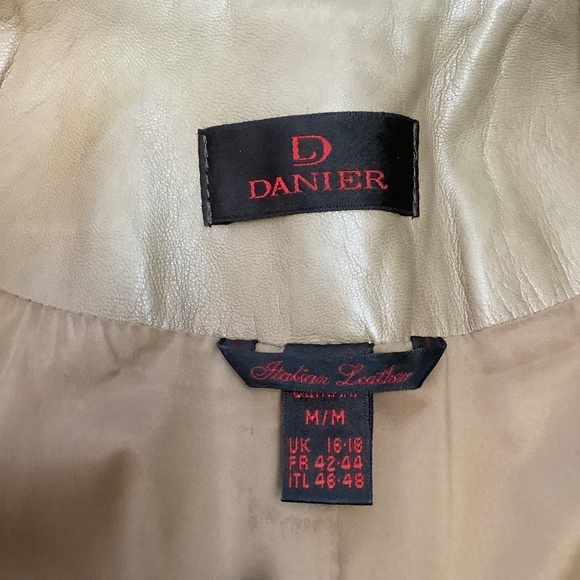 D
DANIER
Italian Leather
M/M
UK 16-18
FR 42-44
ITL 46-48